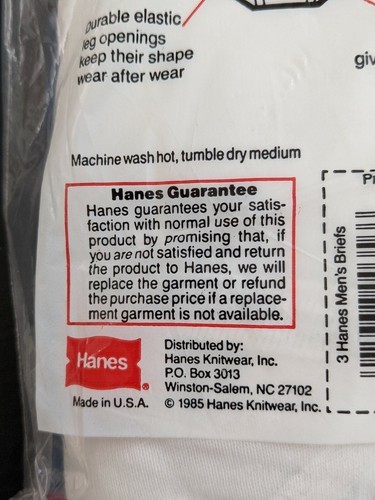 Durable elastic
leg openings
keep their shape
wear after wear
giv
Machine wash hot, tumble dry medium
Hanes Guarantee
Hanes guarantees your satis-
faction with normal use of this
product by promising that, if
you are not satisfied and return
the product to Hanes, we will
replace the garment or refund
the purchase price if a replace-
ment garment is not available.
Hanes®
Made in U.S.A.
Distributed by:
Hanes Knitwear, Inc.
P.O. Box 3013
Winston-Salem, NC 27102
© 1985 Hanes Knitwear, Inc.
3 Hanes Men's Briefs